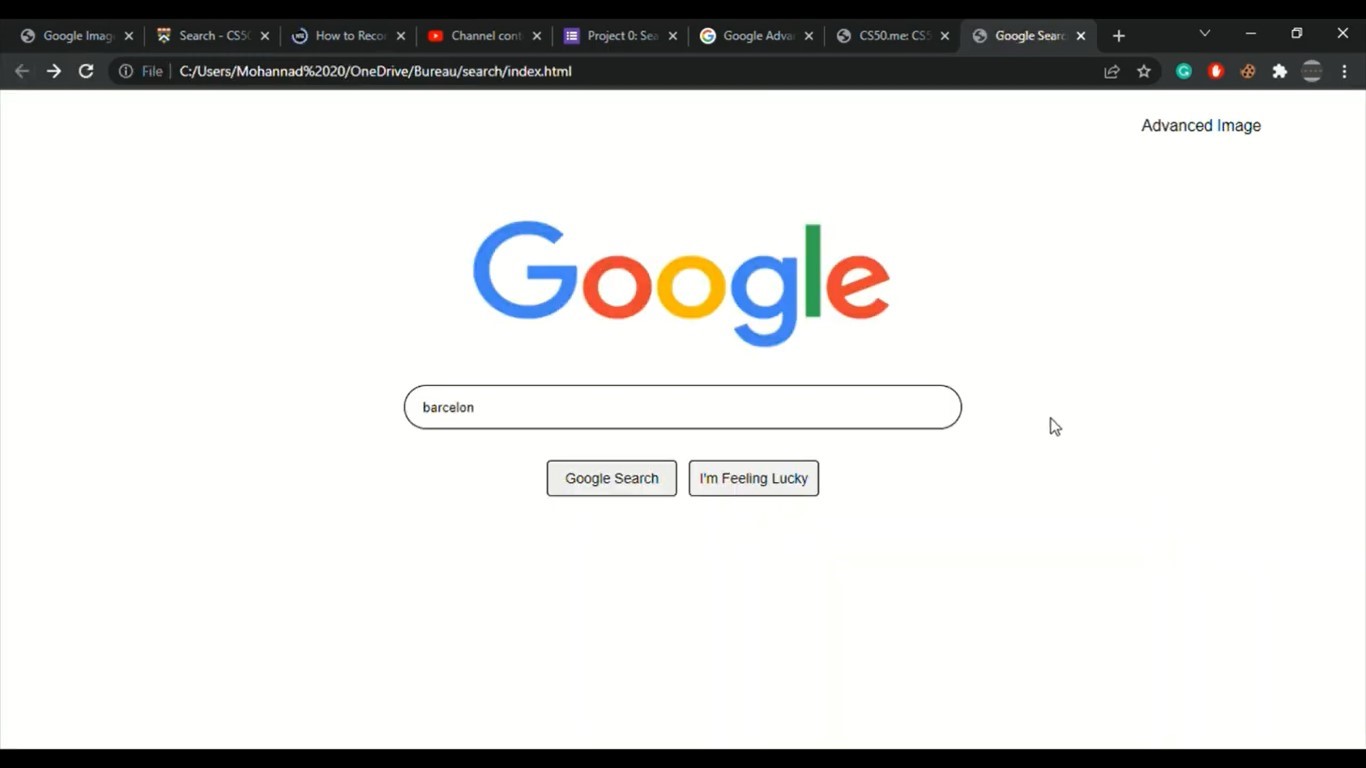 Google Imag
Search - CS5
How to Recor
Channel cont
Project 0: Sea
Google Adva
CS50.me: CS5
Google Searc
File
C:/Users/Mohannad%2020/OneDrive/Bureau/search/index.html
Advanced Image
Google
barcelon
Google Search
I'm Feeling Lucky